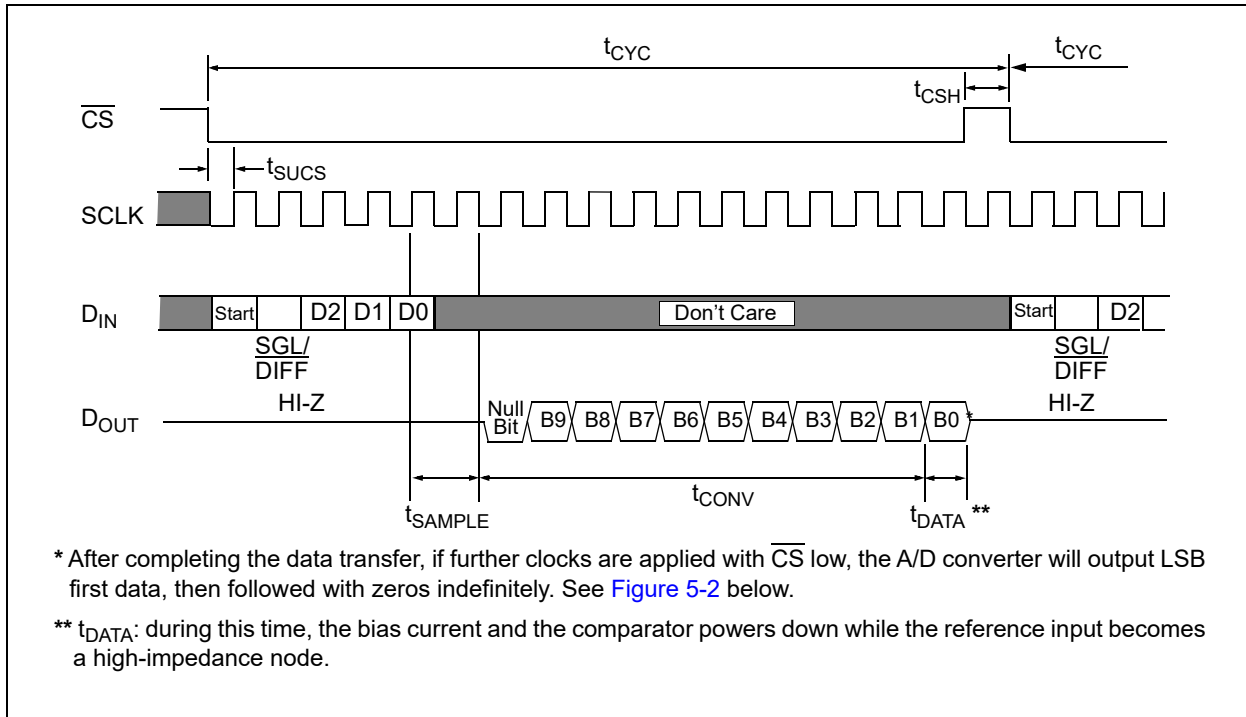 tCYC tCYC
tCSH
CS
tSUCS
SCLK
DIN Start D2 D1 D0 Don't Care Start D2
SGL/ SGL/
DIFF DIFF
HI-Z HI-Z
DOUT Null Bit B9 B8 B7 B6 B5 B4 B3 B2 B1 B0 *
tSAMPLE tCONV tDATA **
* After completing the data transfer, if further clocks are applied with CS low, the A/D converter will output LSB
first data, then followed with zeros indefinitely. See Figure 5-2 below.
** tDATA: during this time, the bias current and the comparator powers down while the reference input becomes
a high-impedance node.